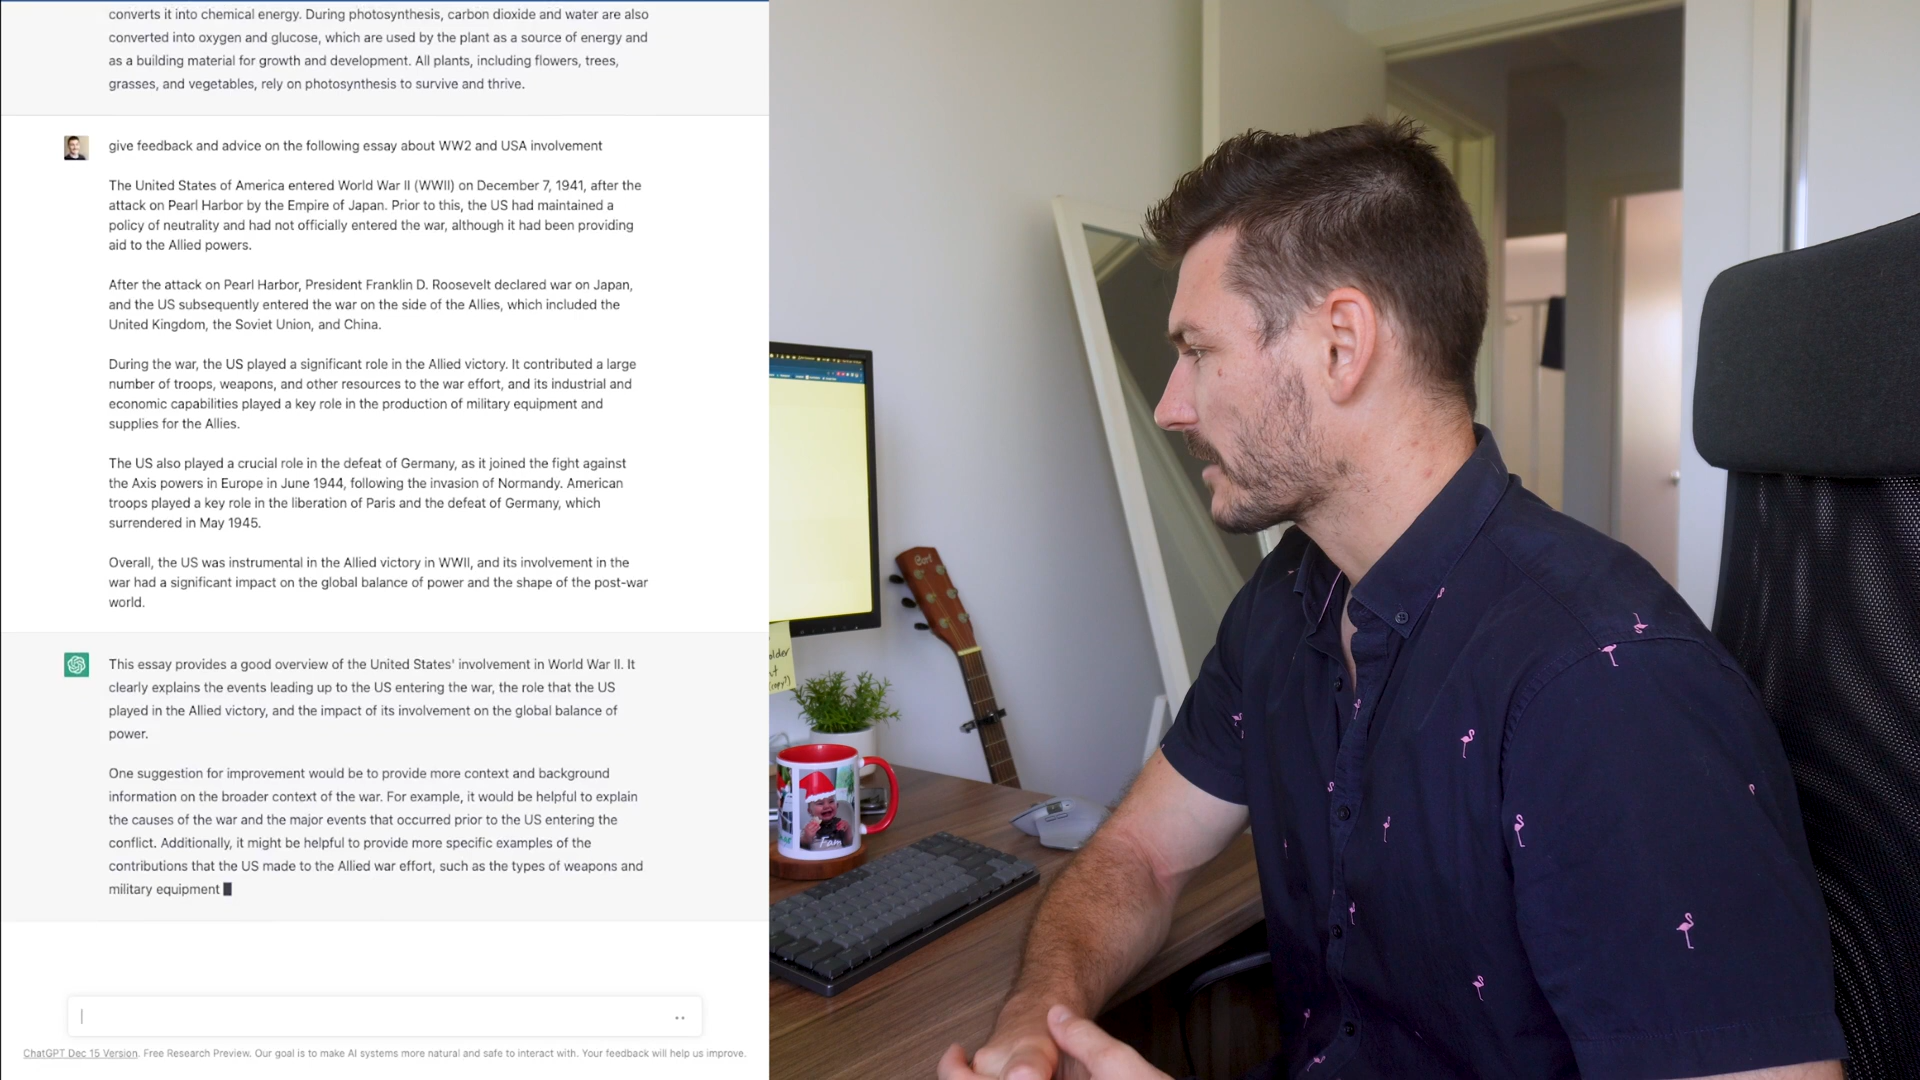 converts it into chemical energy. During photosynthesis, carbon dioxide and water are also
converted into oxygen and glucose, which are used by the plant as a source of energy and
as a building material for growth and development. All plants, including flowers, trees,
grasses, and vegetables, rely on photosynthesis to survive and thrive.
give feedback and advice on the following essay about WW2 and USA involvement
The United States of America entered World War II (WWII) on December 7, 1941, after the
attack on Pearl Harbor by the Empire of Japan. Prior to this, the US had maintained a
policy of neutrality and had not officially entered the war, although it had been providing
aid to the Allied powers.
After the attack on Pearl Harbor, President Franklin D. Roosevelt declared war on Japan,
and the US subsequently entered the war on the side of the Allies, which included the
United Kingdom, the Soviet Union, and China.
During the war, the US played a significant role in the Allied victory. It contributed a large
number of troops, weapons, and other resources to the war effort, and its industrial and
economic capabilities played a key role in the production of military equipment and
supplies for the Allies.
The US also played a crucial role in the defeat of Germany, as it joined the fight against
the Axis powers in Europe in June 1944, following the invasion of Normandy. American
troops played a key role in the liberation of Paris and the defeat of Germany, which
surrendered in May 1945.
Overall, the US was instrumental in the Allied victory in WWII, and its involvement in the
war had a significant impact on the global balance of power and the shape of the post-war
world.
This essay provides a good overview of the United States' involvement in World War II. It
clearly explains the events leading up to the US entering the war, the role that the US
played in the Allied victory, and the impact of its involvement on the global balance of
power.
One suggestion for improvement would be to provide more context and background
information on the broader context of the war. For example, it would be helpful to explain
the causes of the war and the major events that occurred prior to the US entering the
conflict. Additionally, it might be helpful to provide more specific examples of the
contributions that the US made to the Allied war effort, such as the types of weapons and
military equipment
ChatGPT Dec 15 Version. Free Research Preview. Our goal is to make AI systems more natural and safe to interact with. Your feedback will help us improve.
Cort
older
(copy?)
Fam